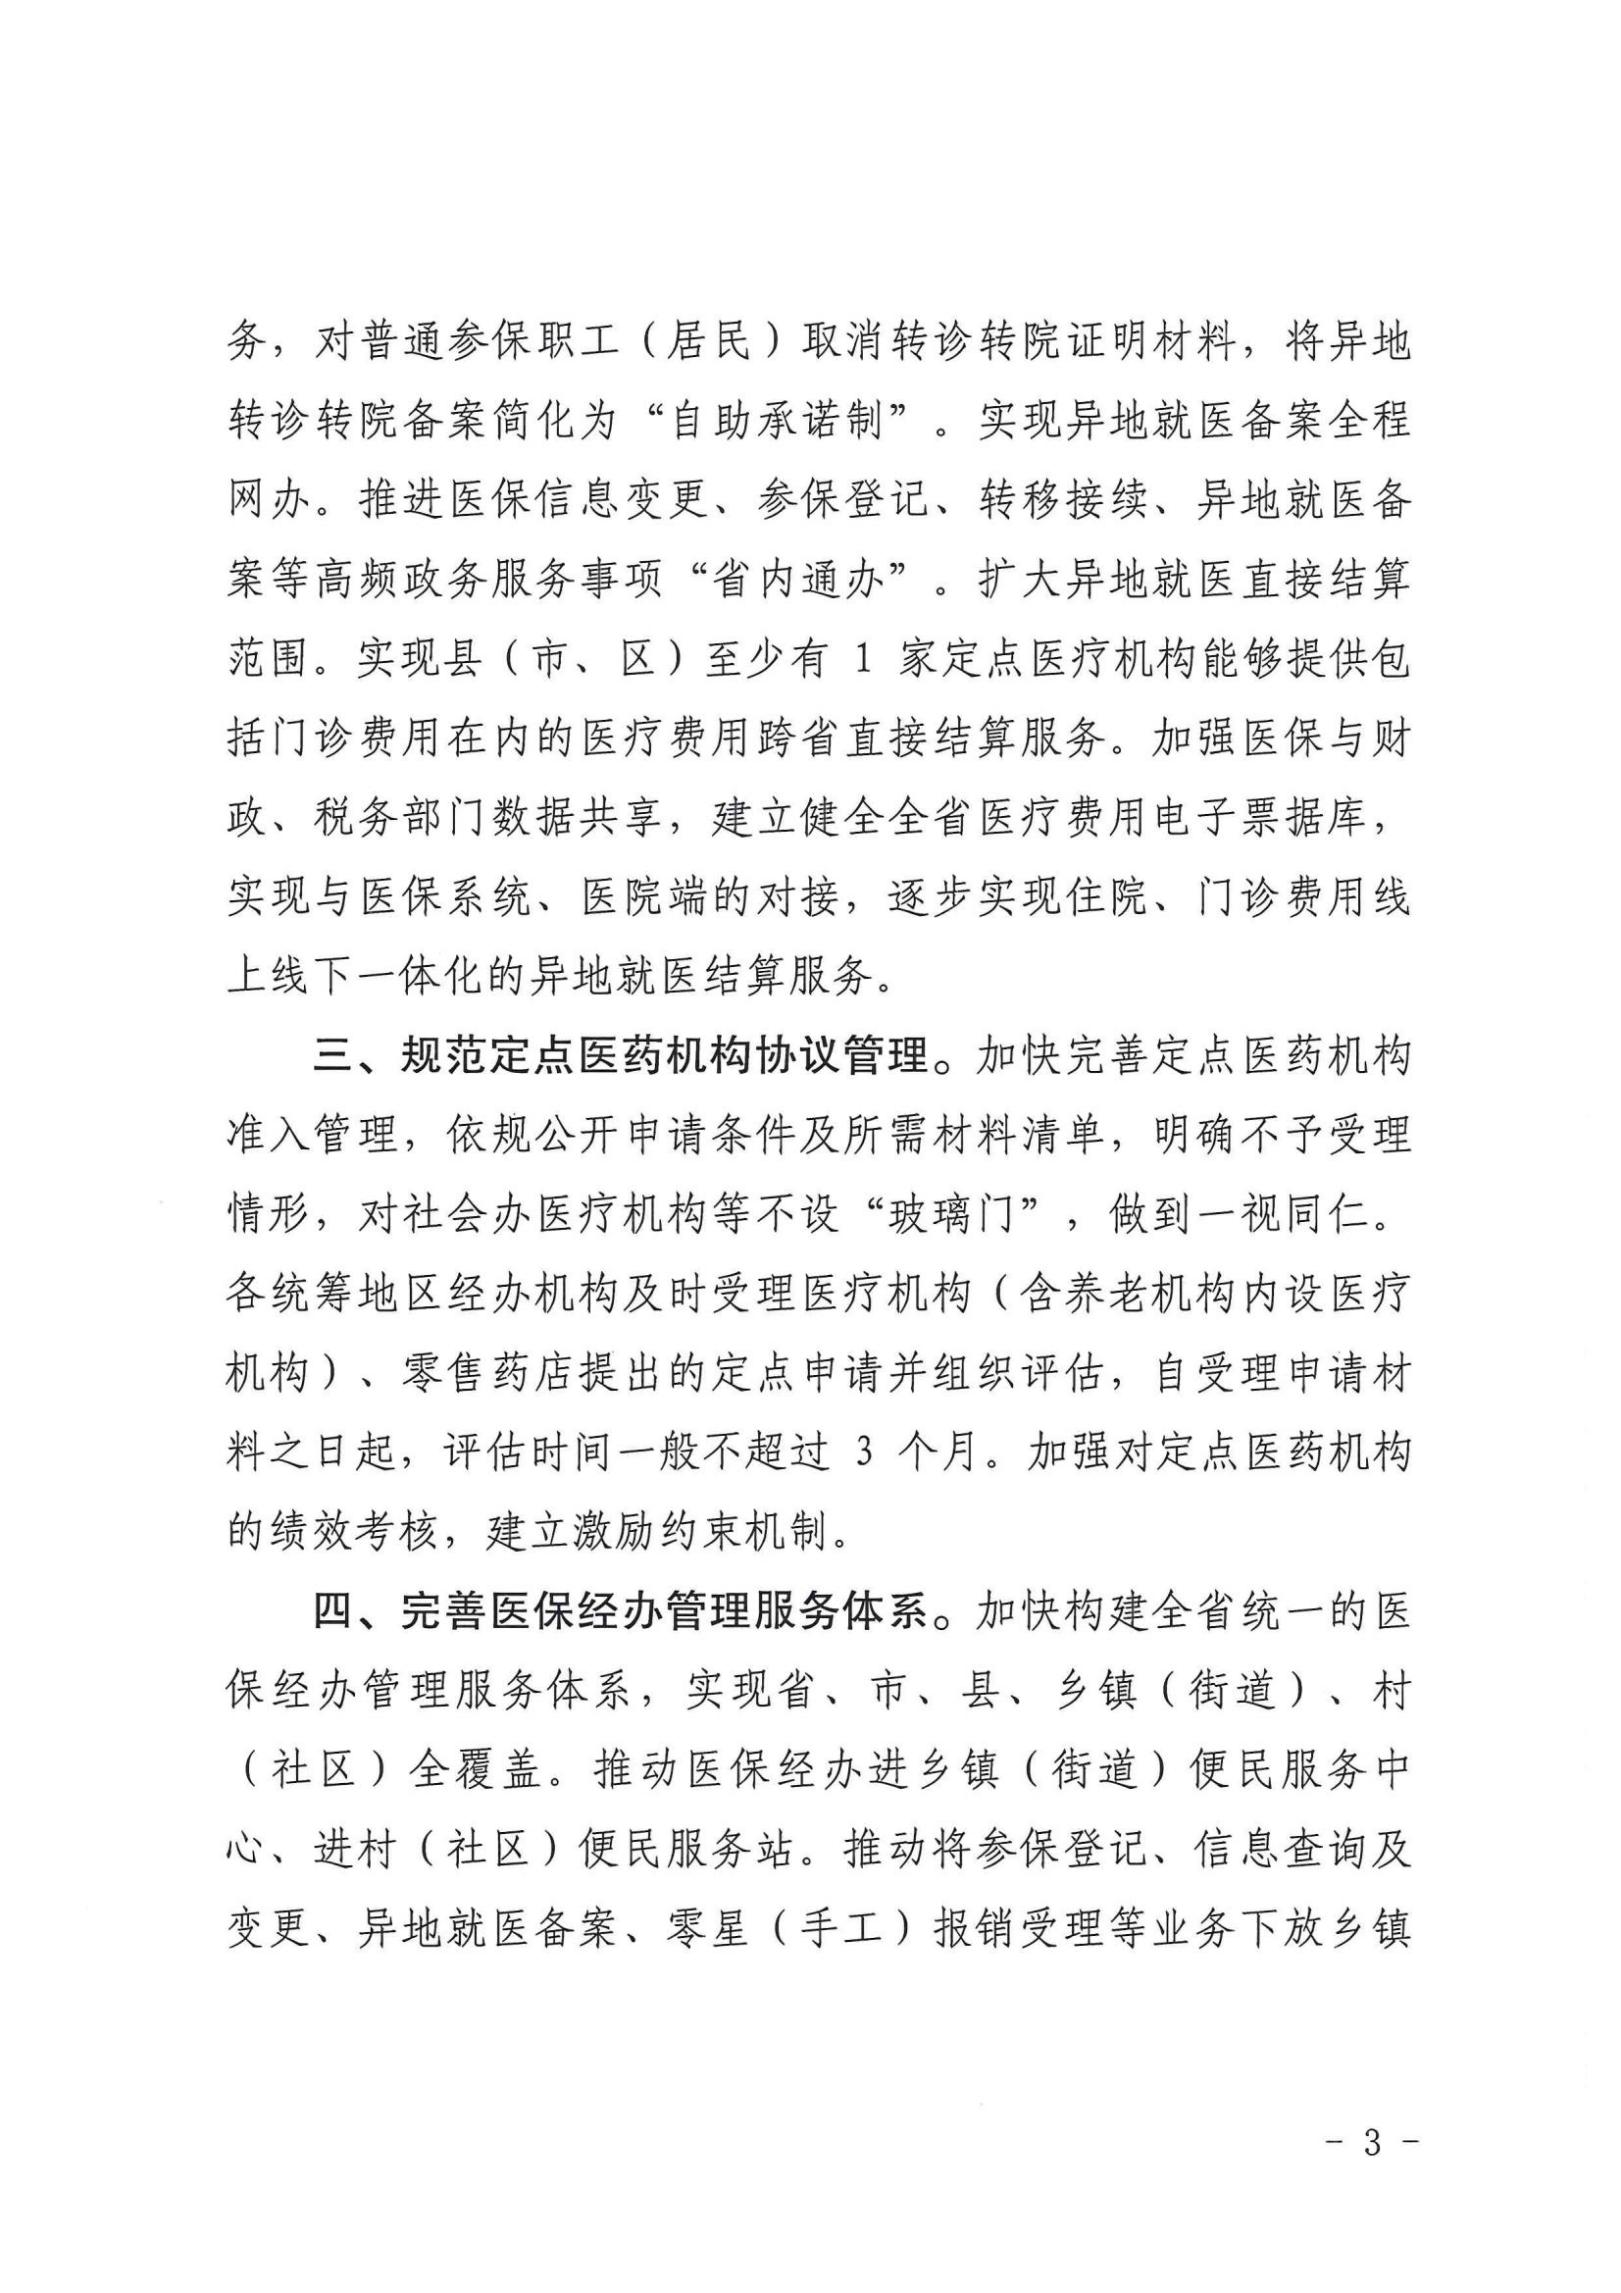 务，对普通参保职工（居民）取消转诊转院证明材料，将异地
转诊转院备案简化为“自助承诺制”。实现异地就医备案全程
网办。推进医保信息变更、参保登记、转移接续、异地就医备
案等高频政务服务事项“省内通办”。扩大异地就医直接结算
范围。实现县（市、区）至少有 1 家定点医疗机构能够提供包
括门诊费用在内的医疗费用跨省直接结算服务。加强医保与财
政、税务部门数据共享，建立健全全省医疗费用电子票据库，
实现与医保系统、医院端的对接，逐步实现住院、门诊费用线
上线下一体化的异地就医结算服务。
三、规范定点医药机构协议管理。加快完善定点医药机构
准入管理，依规公开申请条件及所需材料清单，明确不予受理
情形，对社会办医疗机构等不设“玻璃门”，做到一视同仁。
各统筹地区经办机构及时受理医疗机构（含养老机构内设医疗
机构）、零售药店提出的定点申请并组织评估，自受理申请材
料之日起，评估时间一般不超过 3 个月。加强对定点医药机构
的绩效考核，建立激励约束机制。
四、完善医保经办管理服务体系。加快构建全省统一的医
保经办管理服务体系，实现省、市、县、乡镇（街道）、村
（社区）全覆盖。推动医保经办进乡镇（街道）便民服务中
心、进村（社区）便民服务站。推动将参保登记、信息查询及
变更、异地就医备案、零星（手工）报销受理等业务下放乡镇
- 3 -